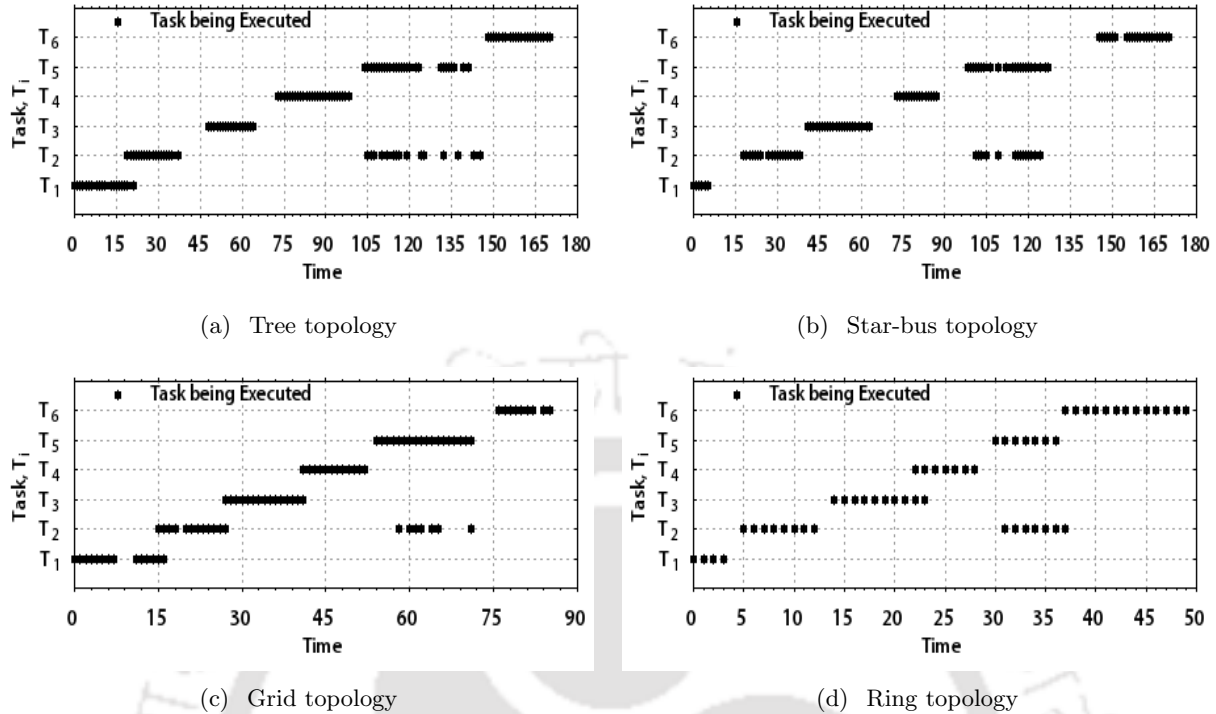 Task being Executed
Task, Ti
T6
T5
T4
T3
T2
T1
0 15 30 45 60 75 90 105 120 135 150 165 180
Time
(a) Tree topology
Task being Executed
Task, Ti
T6
T5
T4
T3
T2
T1
0 15 30 45 60 75 90 105 120 135 150 165 180
Time
(b) Star-bus topology
Task being Executed
Task, Ti
T6
T5
T4
T3
T2
T1
0 15 30 45 60 75 90
Time
(c) Grid topology
Task being Executed
Task, Ti
T6
T5
T4
T3
T2
T1
0 5 10 15 20 25 30 35 40 45 50
Time
(d) Ring topology